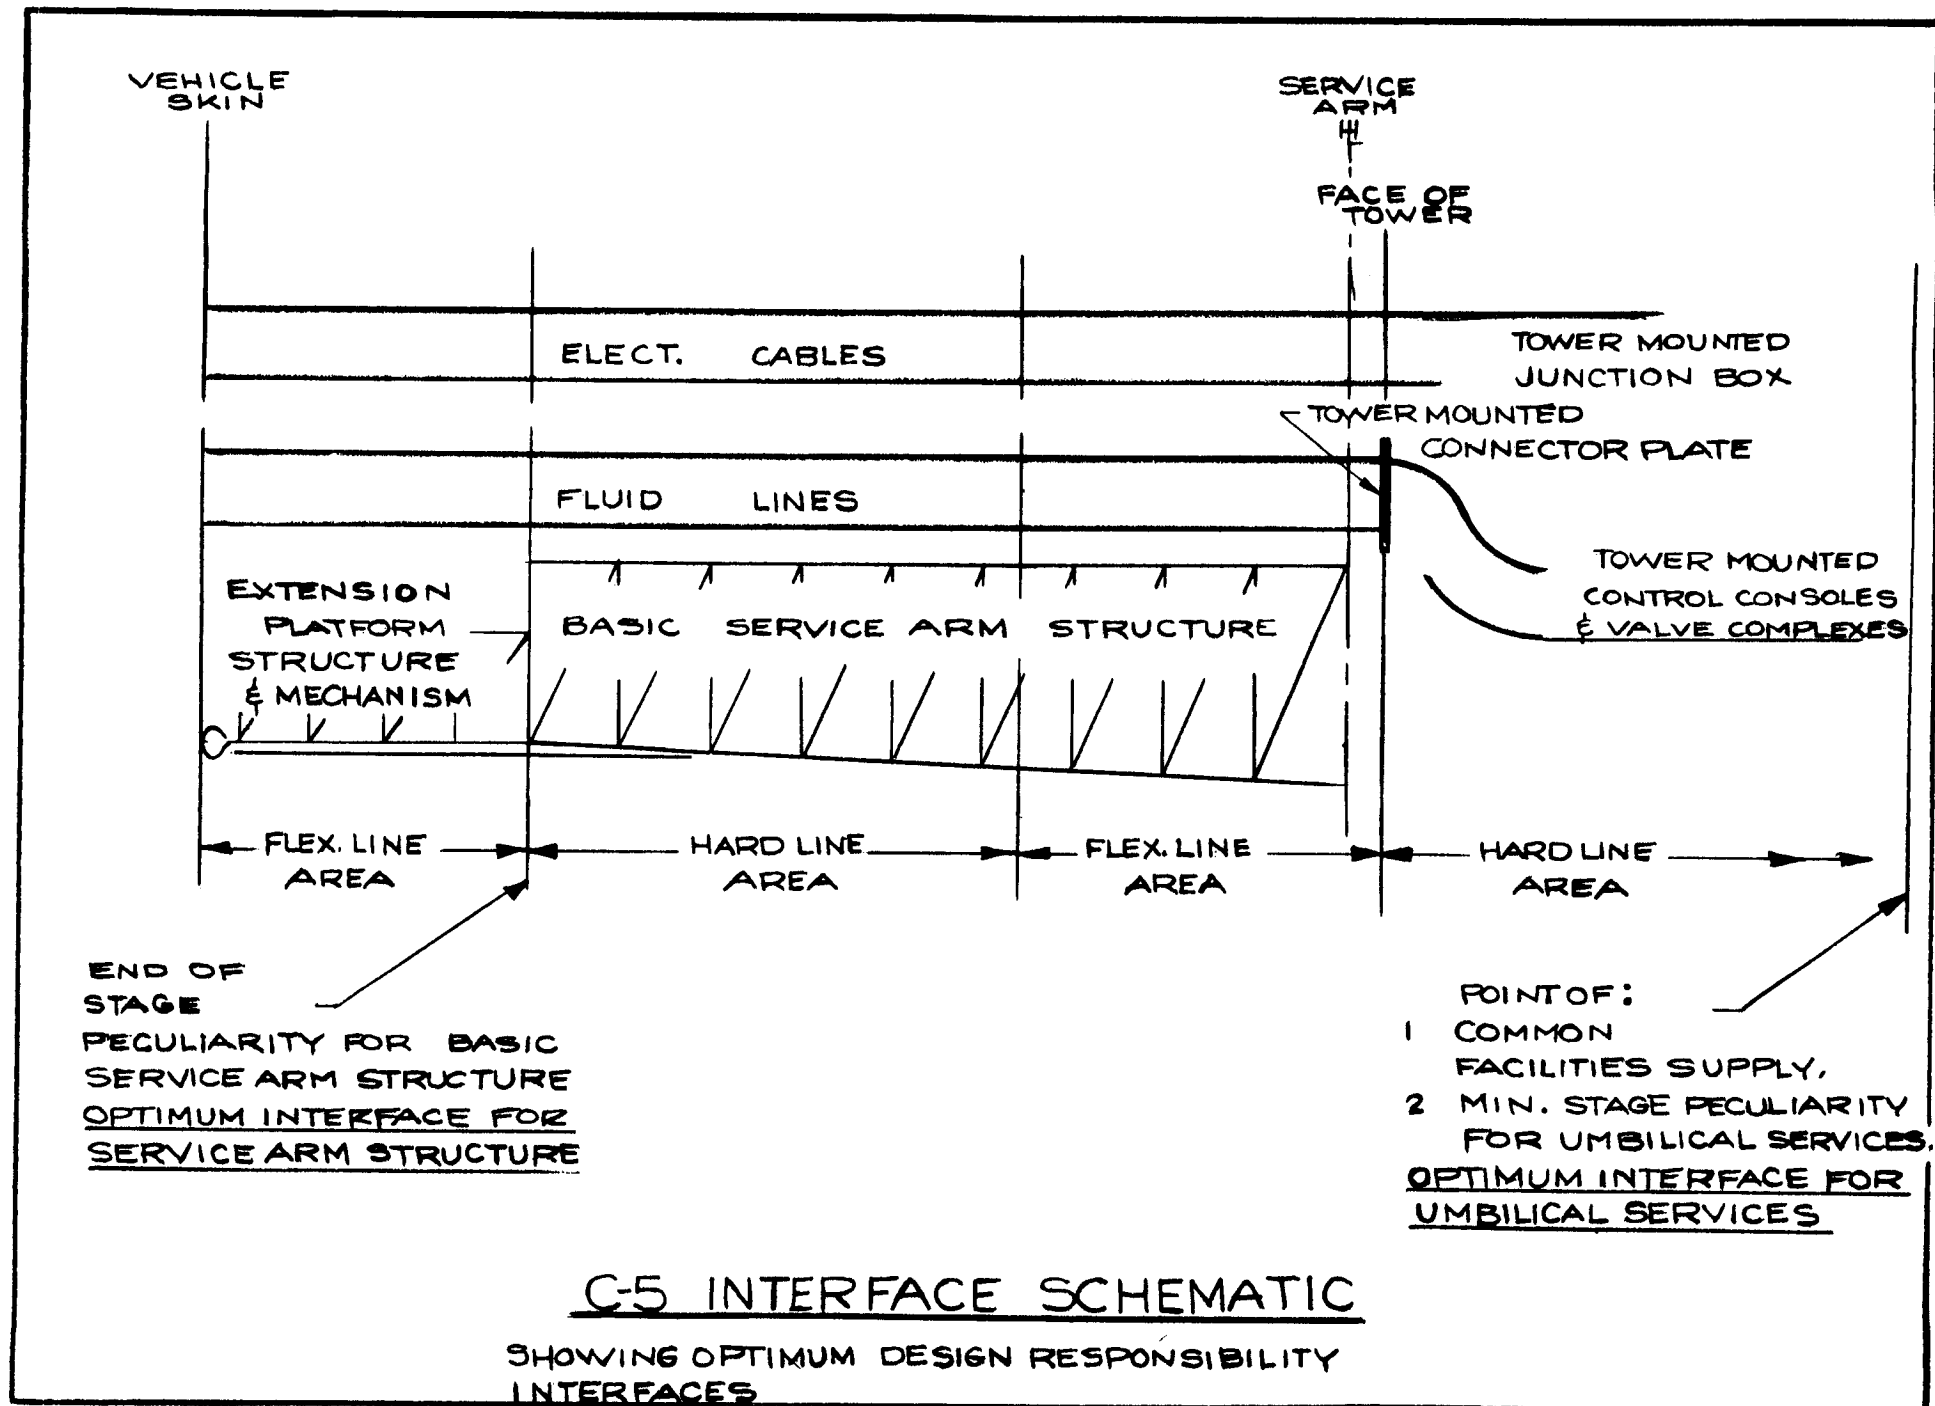 VEHICLE
SKIN
SERVICE
ARM
FACE OF
TOWER
ELECT. CABLES
TOWER MOUNTED
JUNCTION BOX
TOWER MOUNTED
CONNECTOR PLATE
FLUID LINES
TOWER MOUNTED
CONTROL CONSOLES
& VALVE COMPLEXES
EXTENSION
PLATFORM
STRUCTURE
& MECHANISM
BASIC SERVICE ARM STRUCTURE
FLEX. LINE
AREA
HARD LINE
AREA
FLEX. LINE
AREA
HARD LINE
AREA
END OF
STAGE
PECULIARITY FOR BASIC
SERVICE ARM STRUCTURE
OPTIMUM INTERFACE FOR
SERVICE ARM STRUCTURE
POINT OF:
1 COMMON
FACILITIES SUPPLY.
2 MIN. STAGE PECULIARITY
FOR UMBILICAL SERVICES.
OPTIMUM INTERFACE FOR
UMBILICAL SERVICES
C-5 INTERFACE SCHEMATIC
SHOWING OPTIMUM DESIGN RESPONSIBILITY
INTERFACES